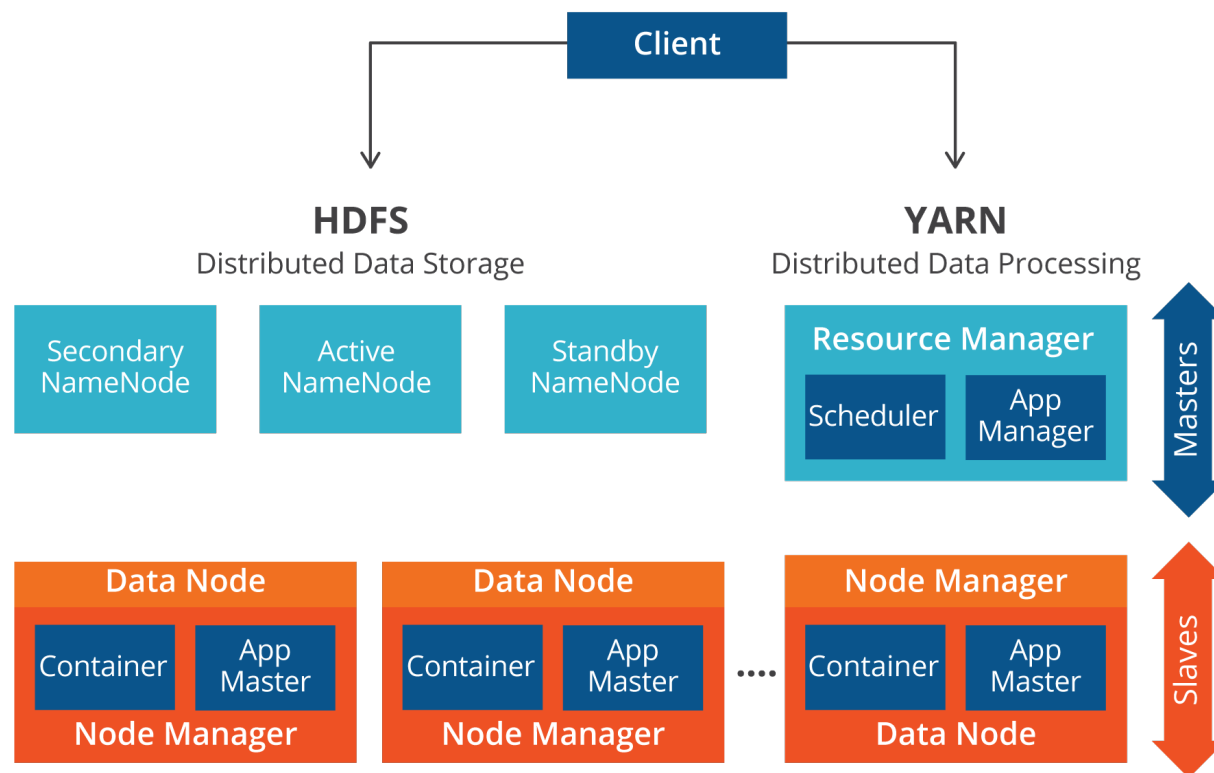 Client
HDFS
Distributed Data Storage
YARN
Distributed Data Processing
Secondary
NameNode
Active
NameNode
Standby
NameNode
Resource Manager
Scheduler
App
Manager
Masters
Data Node
Container
App
Master
Node Manager
Data Node
Container
App
Master
Node Manager
....
Node Manager
Container
App
Master
Data Node
Slaves